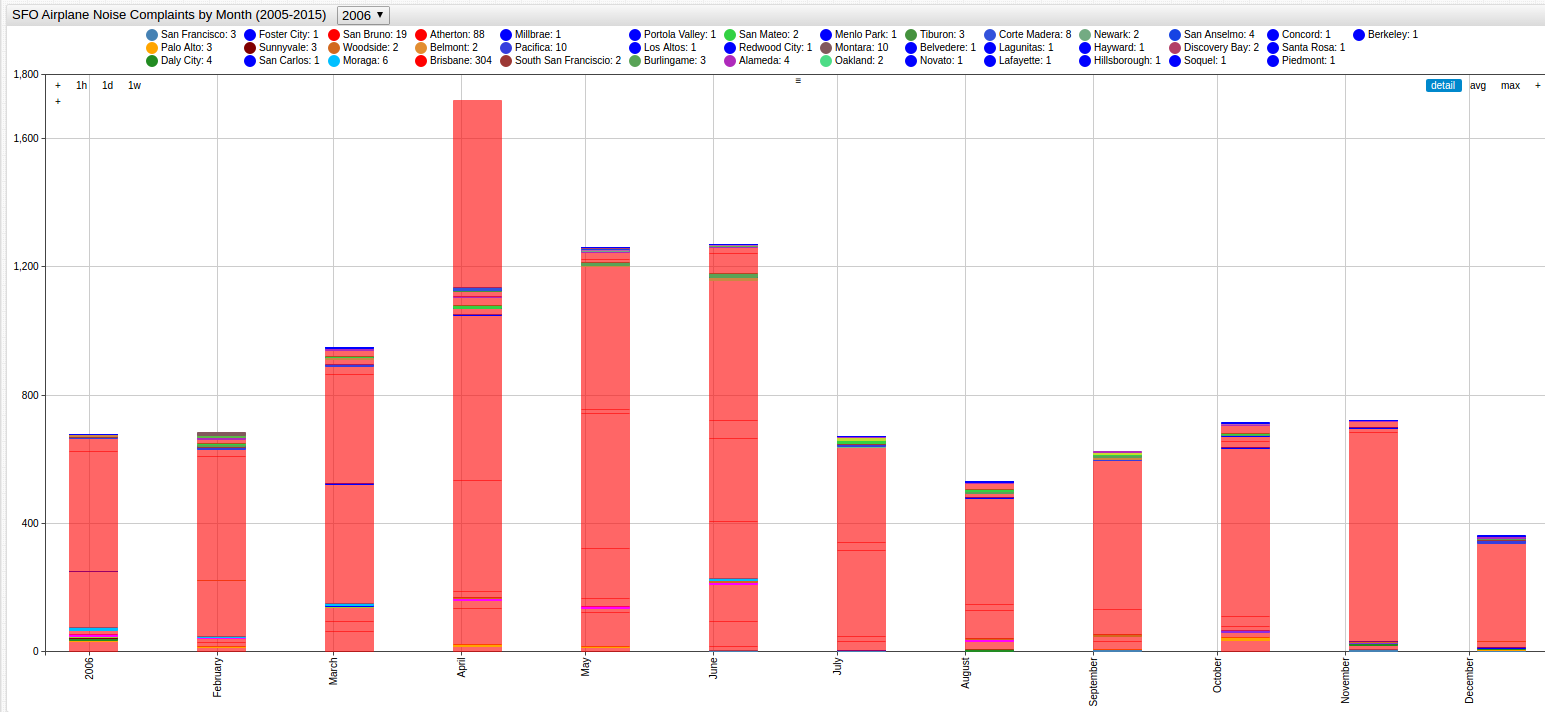 SFO Airplane Noise Complaints by Month (2005-2015) 2006 ▼
San Francisco: 3 Foster City: 1 San Bruno: 19 Atherton: 88 Millbrae: 1 Portola Valley: 1 San Mateo: 2 Menlo Park: 1 Tiburon: 3 Corte Madera: 8 Newark: 2 San Anselmo: 4 Concord: 1 Berkeley: 1
Palo Alto: 3 Sunnyvale: 3 Woodside: 2 Belmont: 2 Pacifica: 10 Los Altos: 1 Redwood City: 1 Montara: 10 Belvedere: 1 Lagunitas: 1 Hayward: 1 Discovery Bay: 2 Santa Rosa: 1
Daly City: 4 San Carlos: 1 Moraga: 6 Brisbane: 304 South San Francisco: 2 Burlingame: 3 Alameda: 4 Oakland: 2 Novato: 1 Lafayette: 1 Hillsborough: 1 Soquel: 1 Piedmont: 1
1,800
+ 1h 1d 1w ≡ detail avg max +
+
1,600
1,200
800
400
0
2006 February March April May June July August September October November December